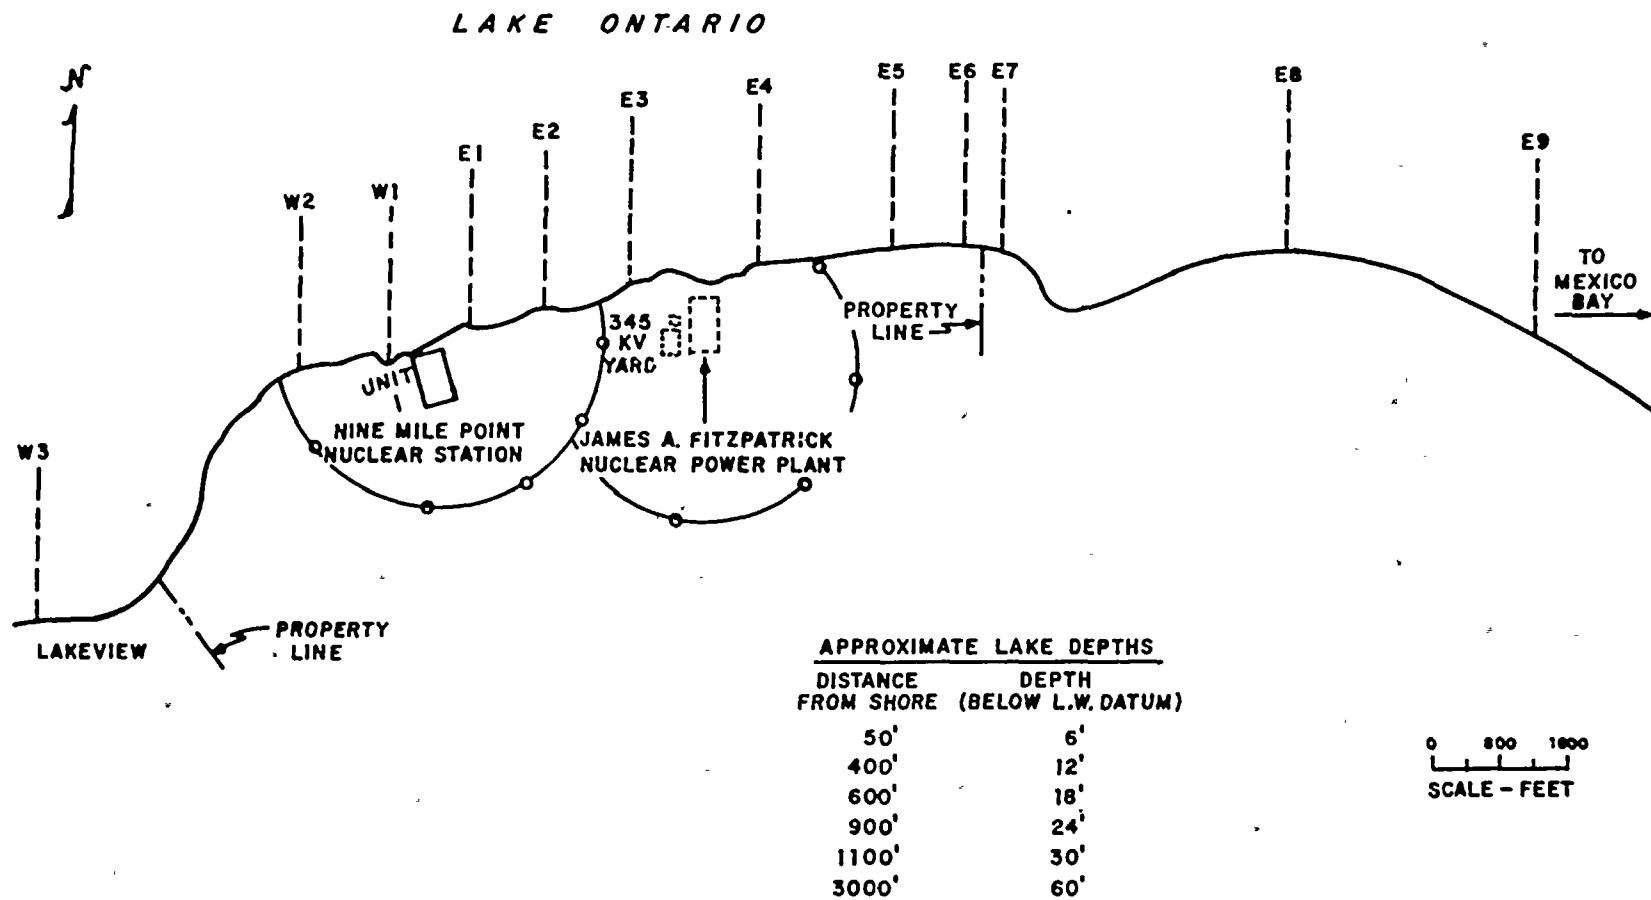 LAKE ONTARIO
N
W3
W2
W1
E1
E2
E3
E4
E5
E6
E7
E8
E9
TO
MEXICO
BAY
345
KV
YARD
PROPERTY
LINE
UNIT
NINE MILE POINT
NUCLEAR STATION
JAMES A. FITZPATRICK
NUCLEAR POWER PLANT
LAKEVIEW
PROPERTY
LINE
APPROXIMATE LAKE DEPTHS
DISTANCE DEPTH
FROM SHORE (BELOW L.W. DATUM)
50' 6'
400' 12'
600' 18'
900' 24'
1100' 30'
3000' 60'
0 800 1600
SCALE - FEET